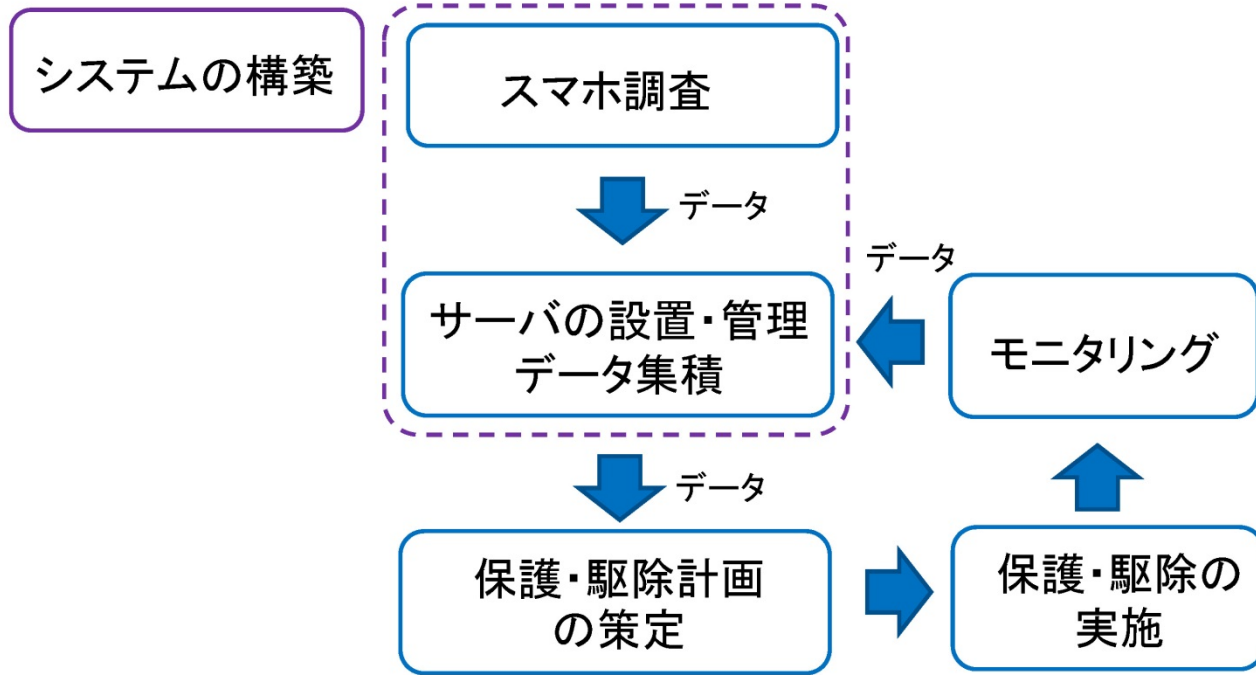 システムの構築
スマホ調査
データ
データ
サーバの設置・管理
データ集積
モニタリング
データ
保護・駆除計画
の策定
保護・駆除の
実施